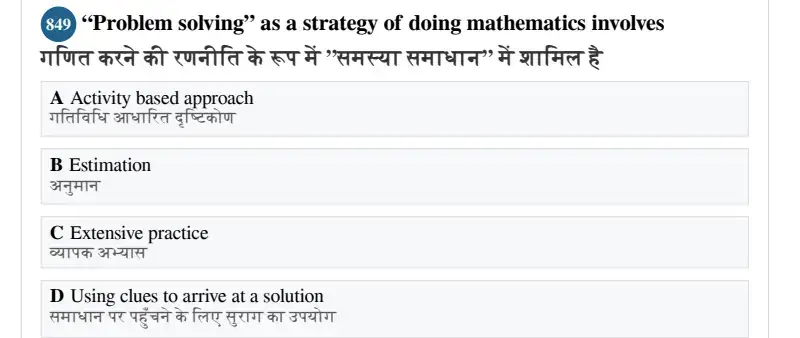 849 “Problem solving” as a strategy of doing mathematics involves
गणित करने की रणनीति के रूप में ”समस्या समाधान” में शामिल है
A Activity based approach
गतिविधि आधारित दृष्टिकोण
B Estimation
अनुमान
C Extensive practice
व्यापक अभ्यास
D Using clues to arrive at a solution
समाधान पर पहुँचने के लिए सुराग का उपयोग